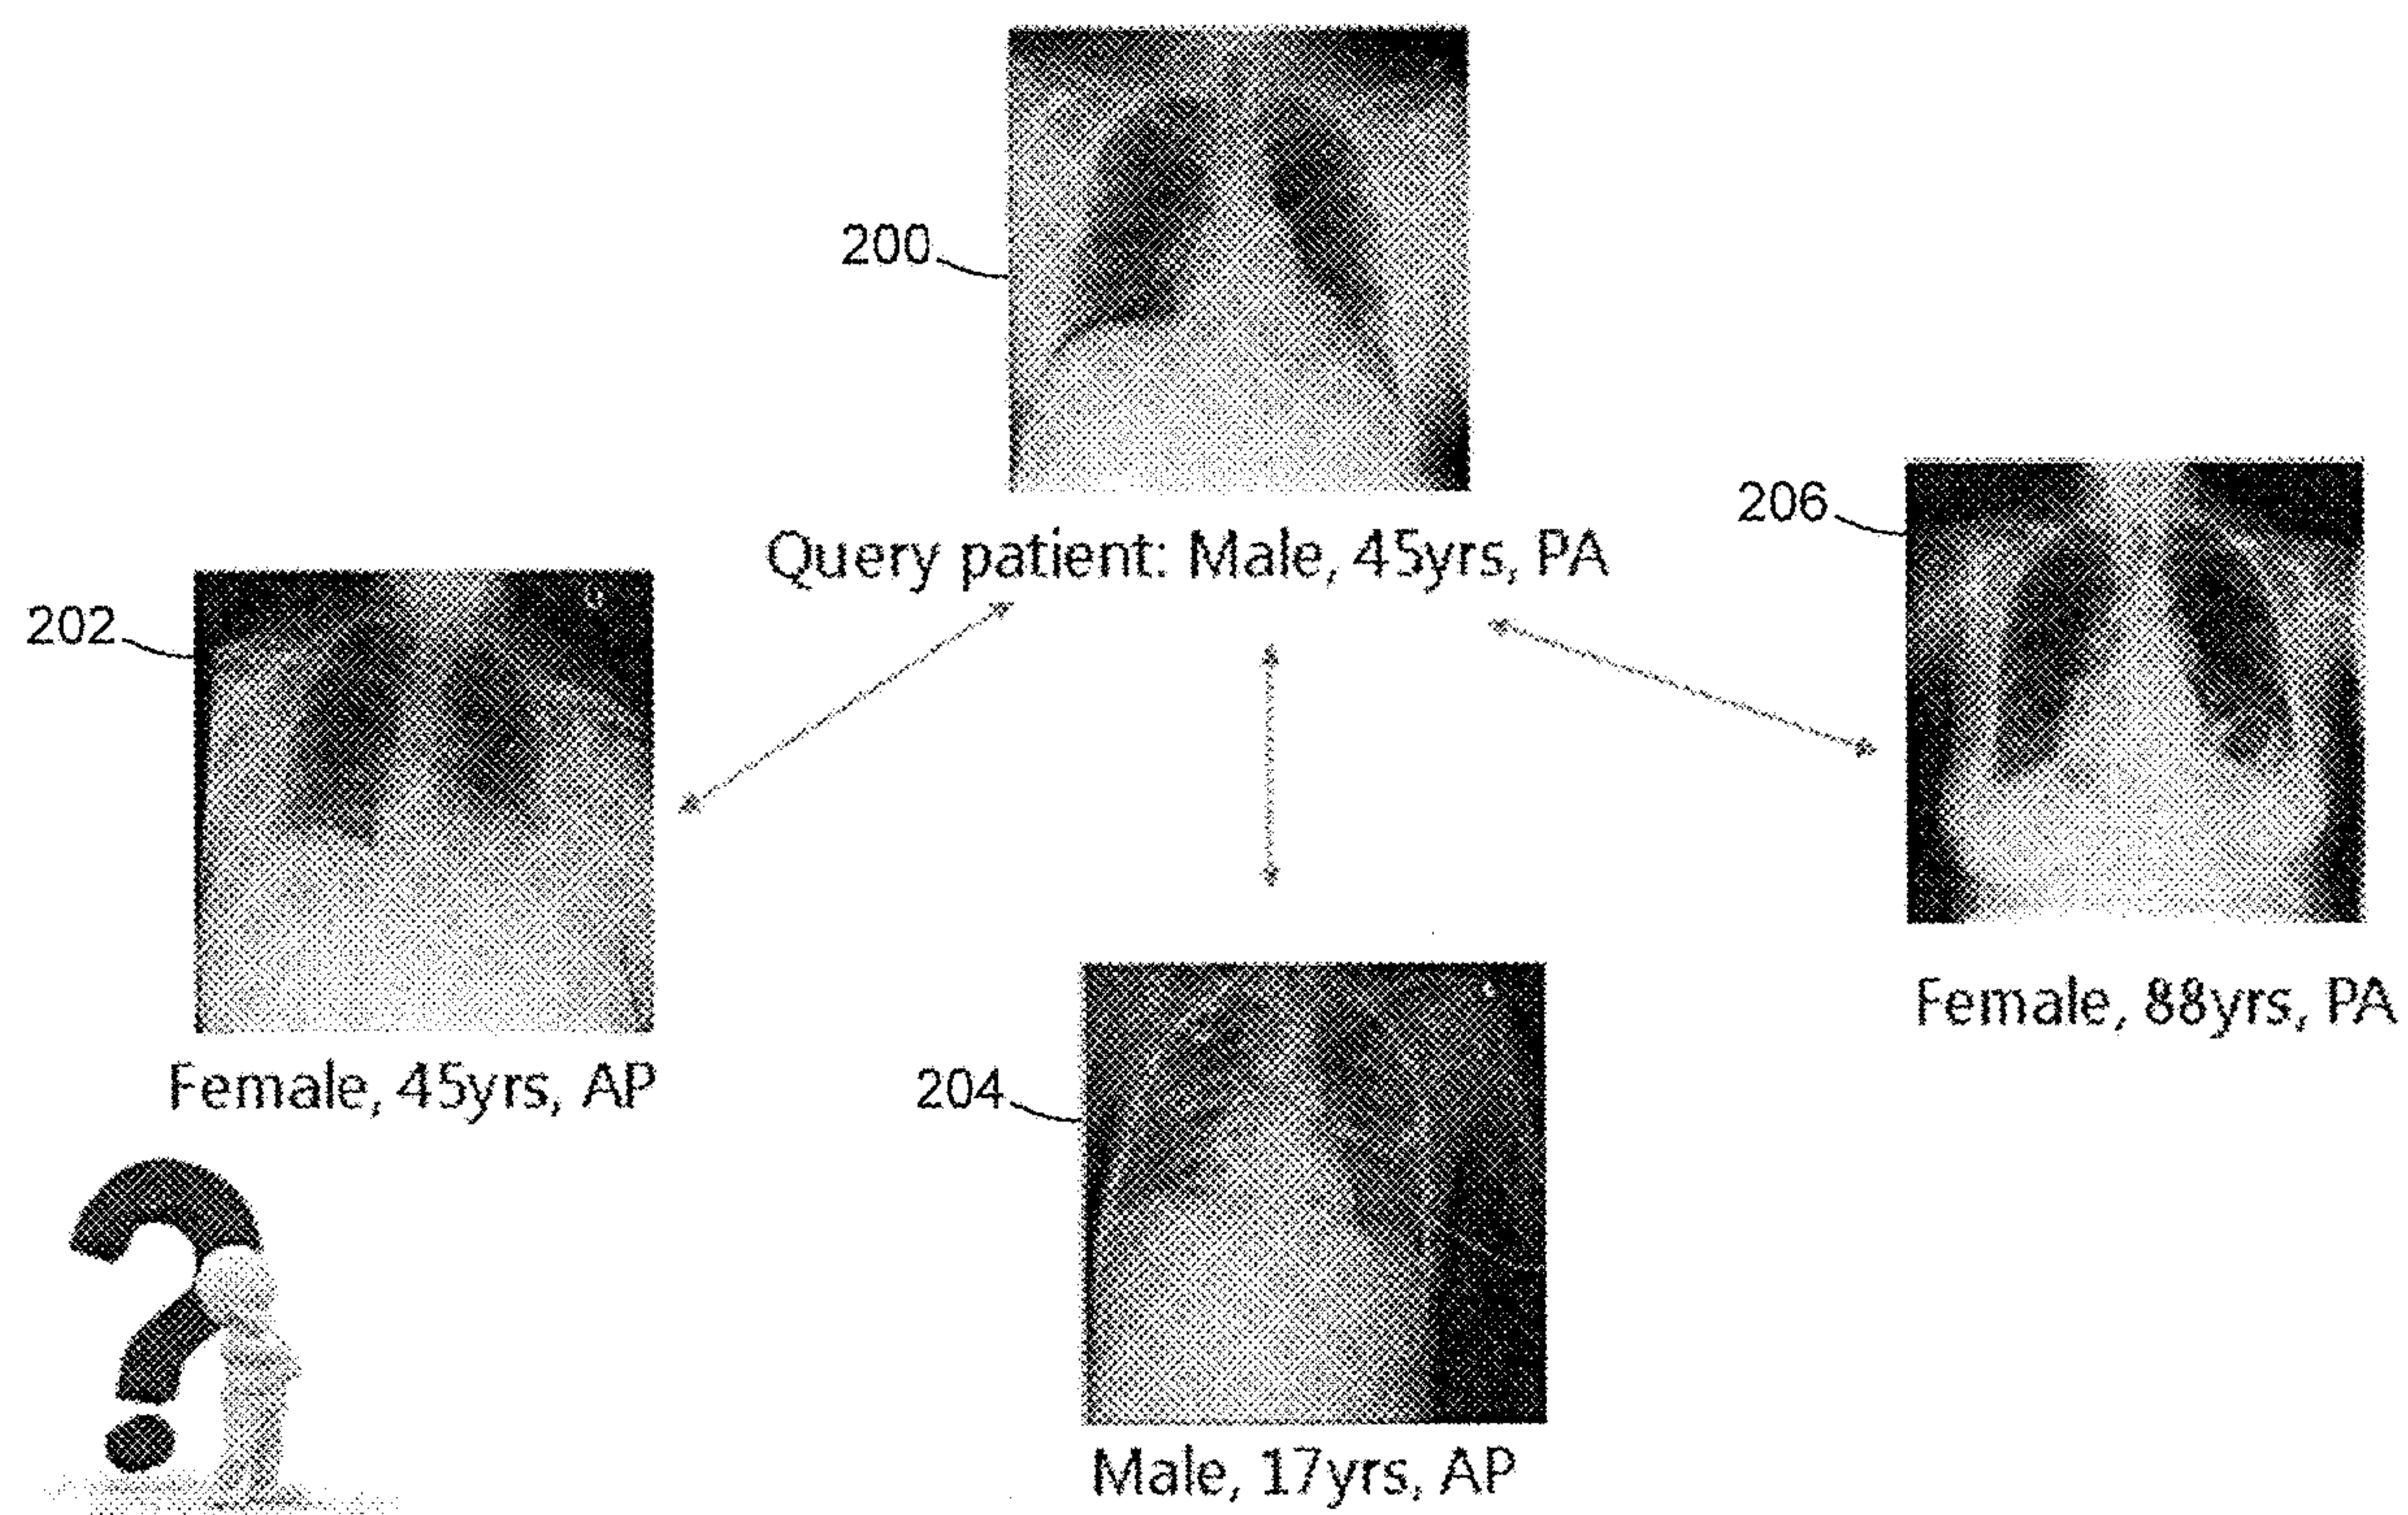 200
Query patient: Male, 45yrs, PA
206
202
Female, 88yrs, PA
Female, 45yrs, AP
204
Male, 17yrs, AP